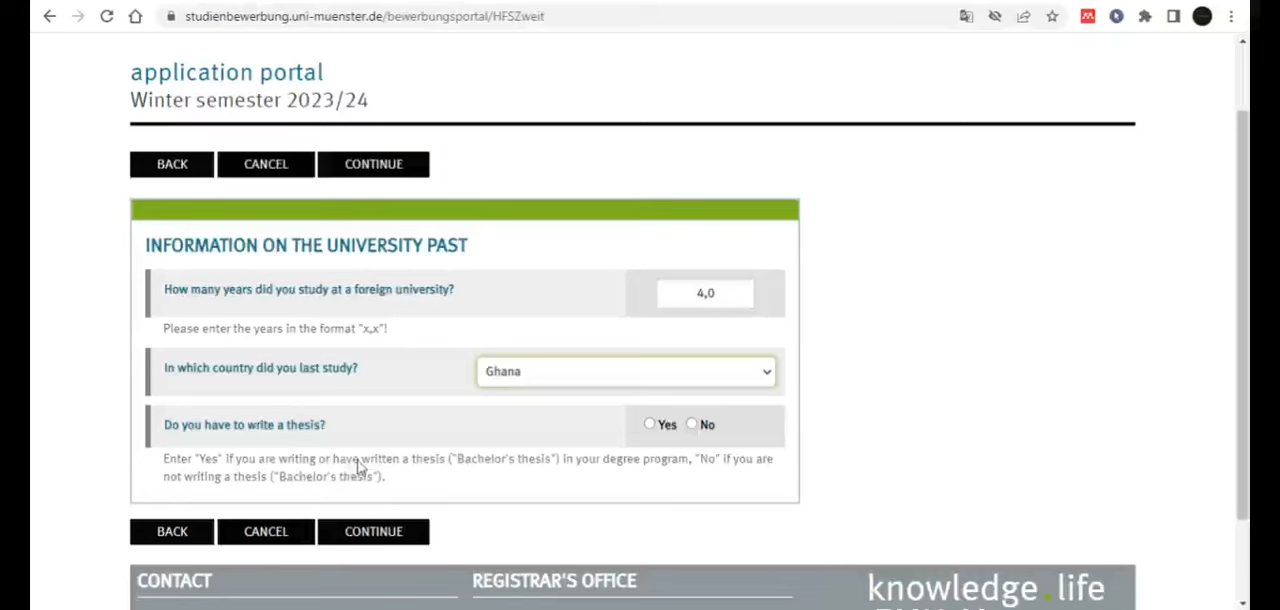 studienbewerbung.uni-muenster.de/bewerbungsportal/HFSZweit
application portal
Winter semester 2023/24
BACK CANCEL CONTINUE
INFORMATION ON THE UNIVERSITY PAST
How many years did you study at a foreign university? 4,0
Please enter the years in the format "x,x"!
In which country did you last study? Ghana
Do you have to write a thesis? Yes No
Enter "Yes" if you are writing or have written a thesis ("Bachelor's thesis") in your degree program, "No" if you are
not writing a thesis ("Bachelor's thesis").
BACK CANCEL CONTINUE
CONTACT REGISTRAR'S OFFICE knowledge.life